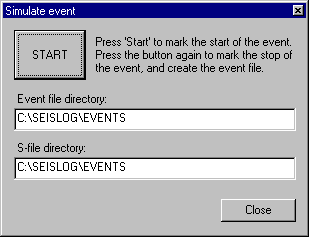 Simulate event
START
Press 'Start' to mark the start of the event.
Press the button again to mark the stop of
the event, and create the event file.
Event file directory:
C:\SEISLOG\EVENTS
S-file directory:
C:\SEISLOG\EVENTS
Close